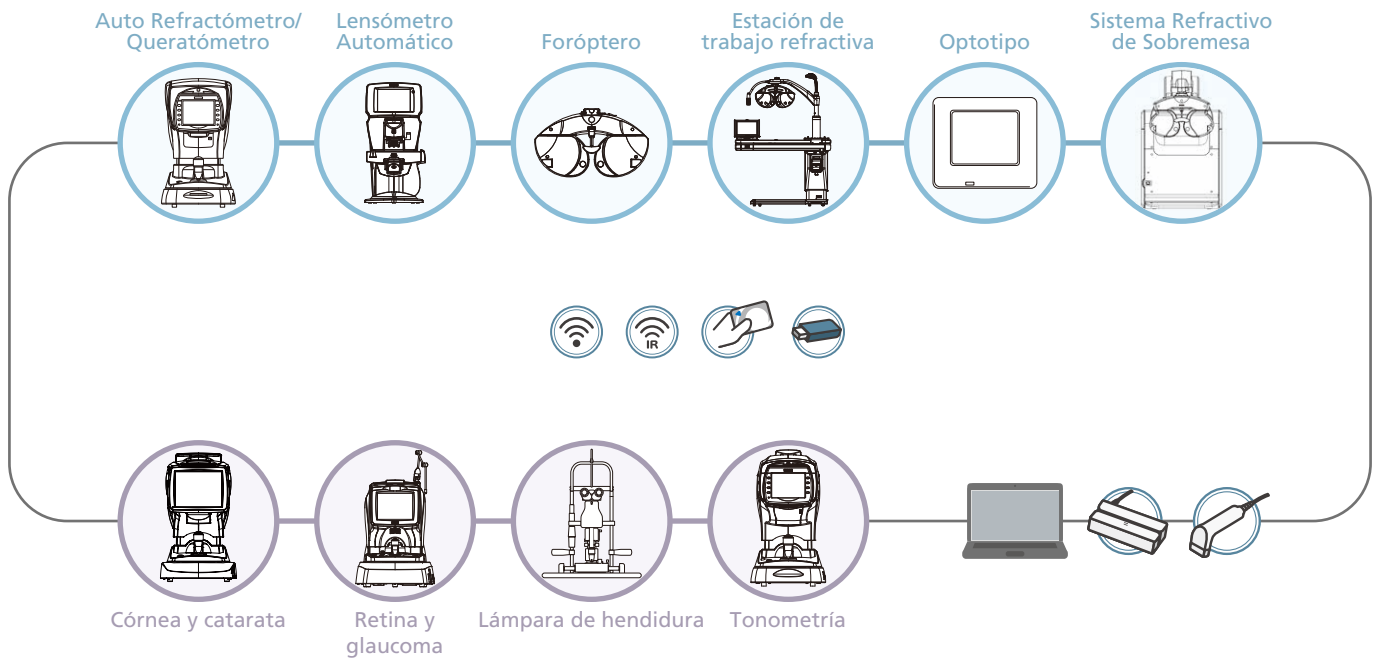 Auto Refractómetro/
Queratómetro
Lensómetro
Automático
Foróptero
Estación de
trabajo refractiva
Optotipo
Sistema Refractivo
de Sobremesa
IR
Córnea y catarata
Retina y
glaucoma
Lámpara de hendidura
Tonometría